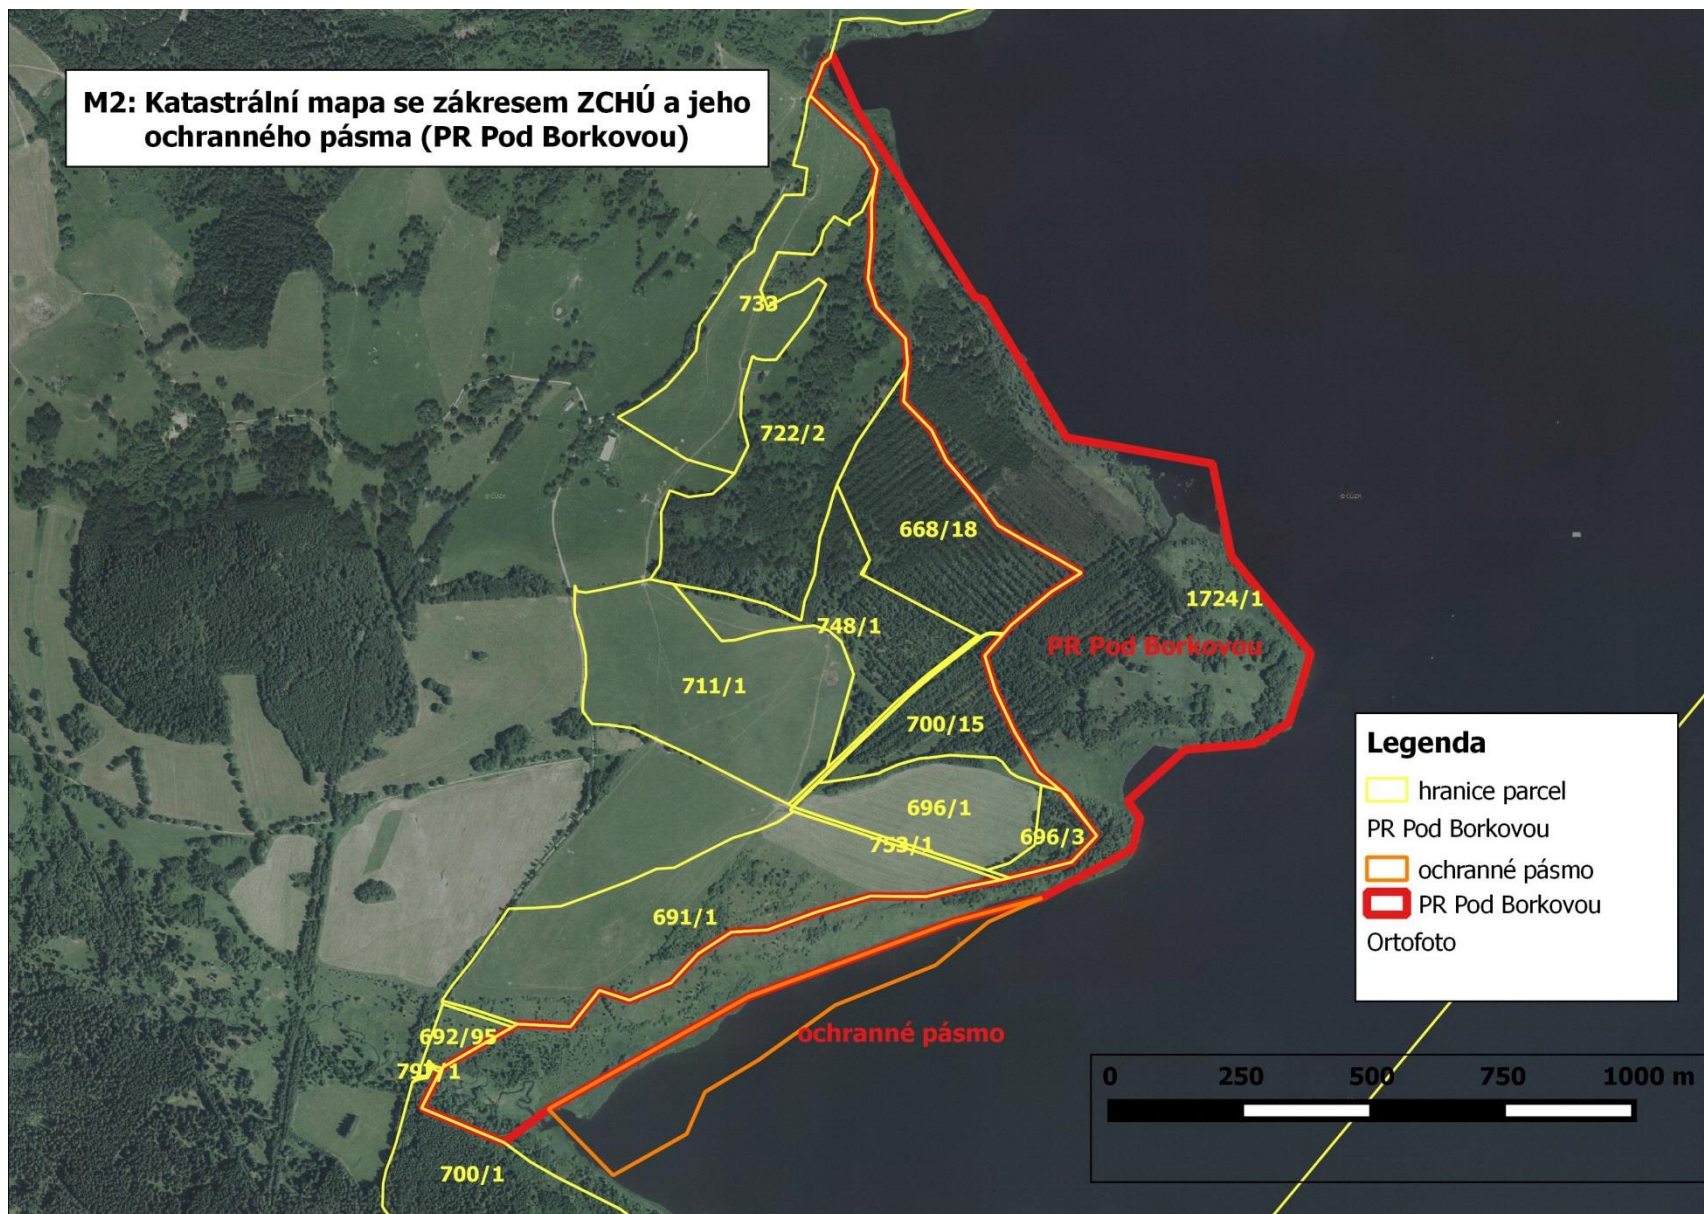 M2: Katastrální mapa se zákresem ZCHÚ a jeho
ochranného pásma (PR Pod Borkovou)
733
722/2
668/18
1724/1
748/1
PR Pod Borkovou
711/1
700/15
696/1
696/3
753/1
691/1
692/95
ochranné pásmo
700/1
Legenda
hranice parcel
PR Pod Borkovou
ochranné pásmo
PR Pod Borkovou
Ortofoto
0 250 500 750 1000 m